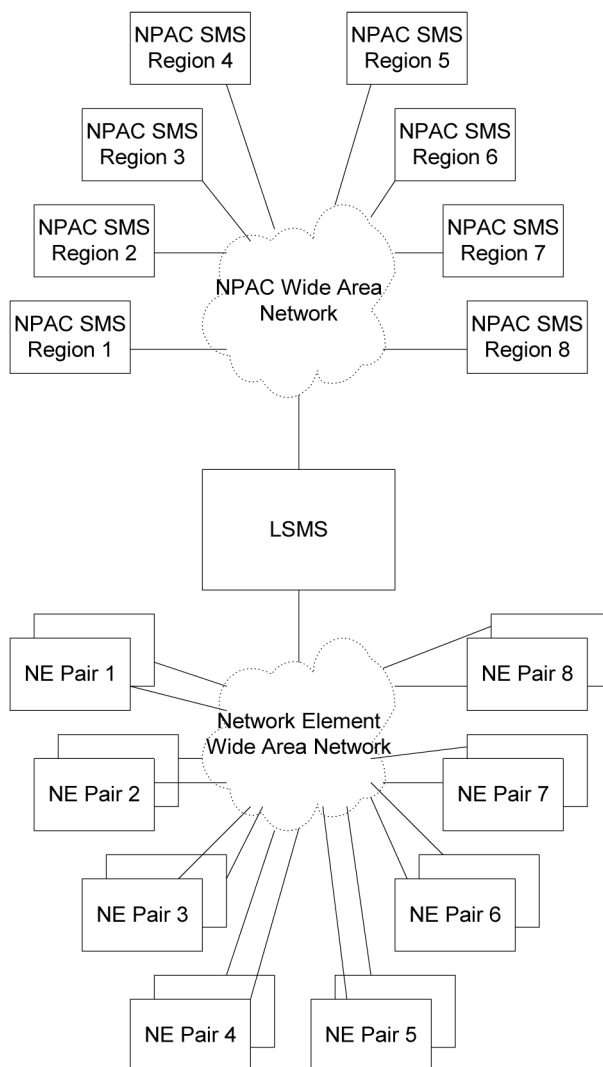 NPAC SMS
Region 4
NPAC SMS
Region 5
NPAC SMS
Region 3
NPAC SMS
Region 6
NPAC SMS
Region 2
NPAC SMS
Region 7
NPAC Wide Area
Network
NPAC SMS
Region 1
NPAC SMS
Region 8
LSMS
NE Pair 1
NE Pair 8
Network Element
Wide Area Network
NE Pair 2
NE Pair 7
NE Pair 3
NE Pair 6
NE Pair 4
NE Pair 5